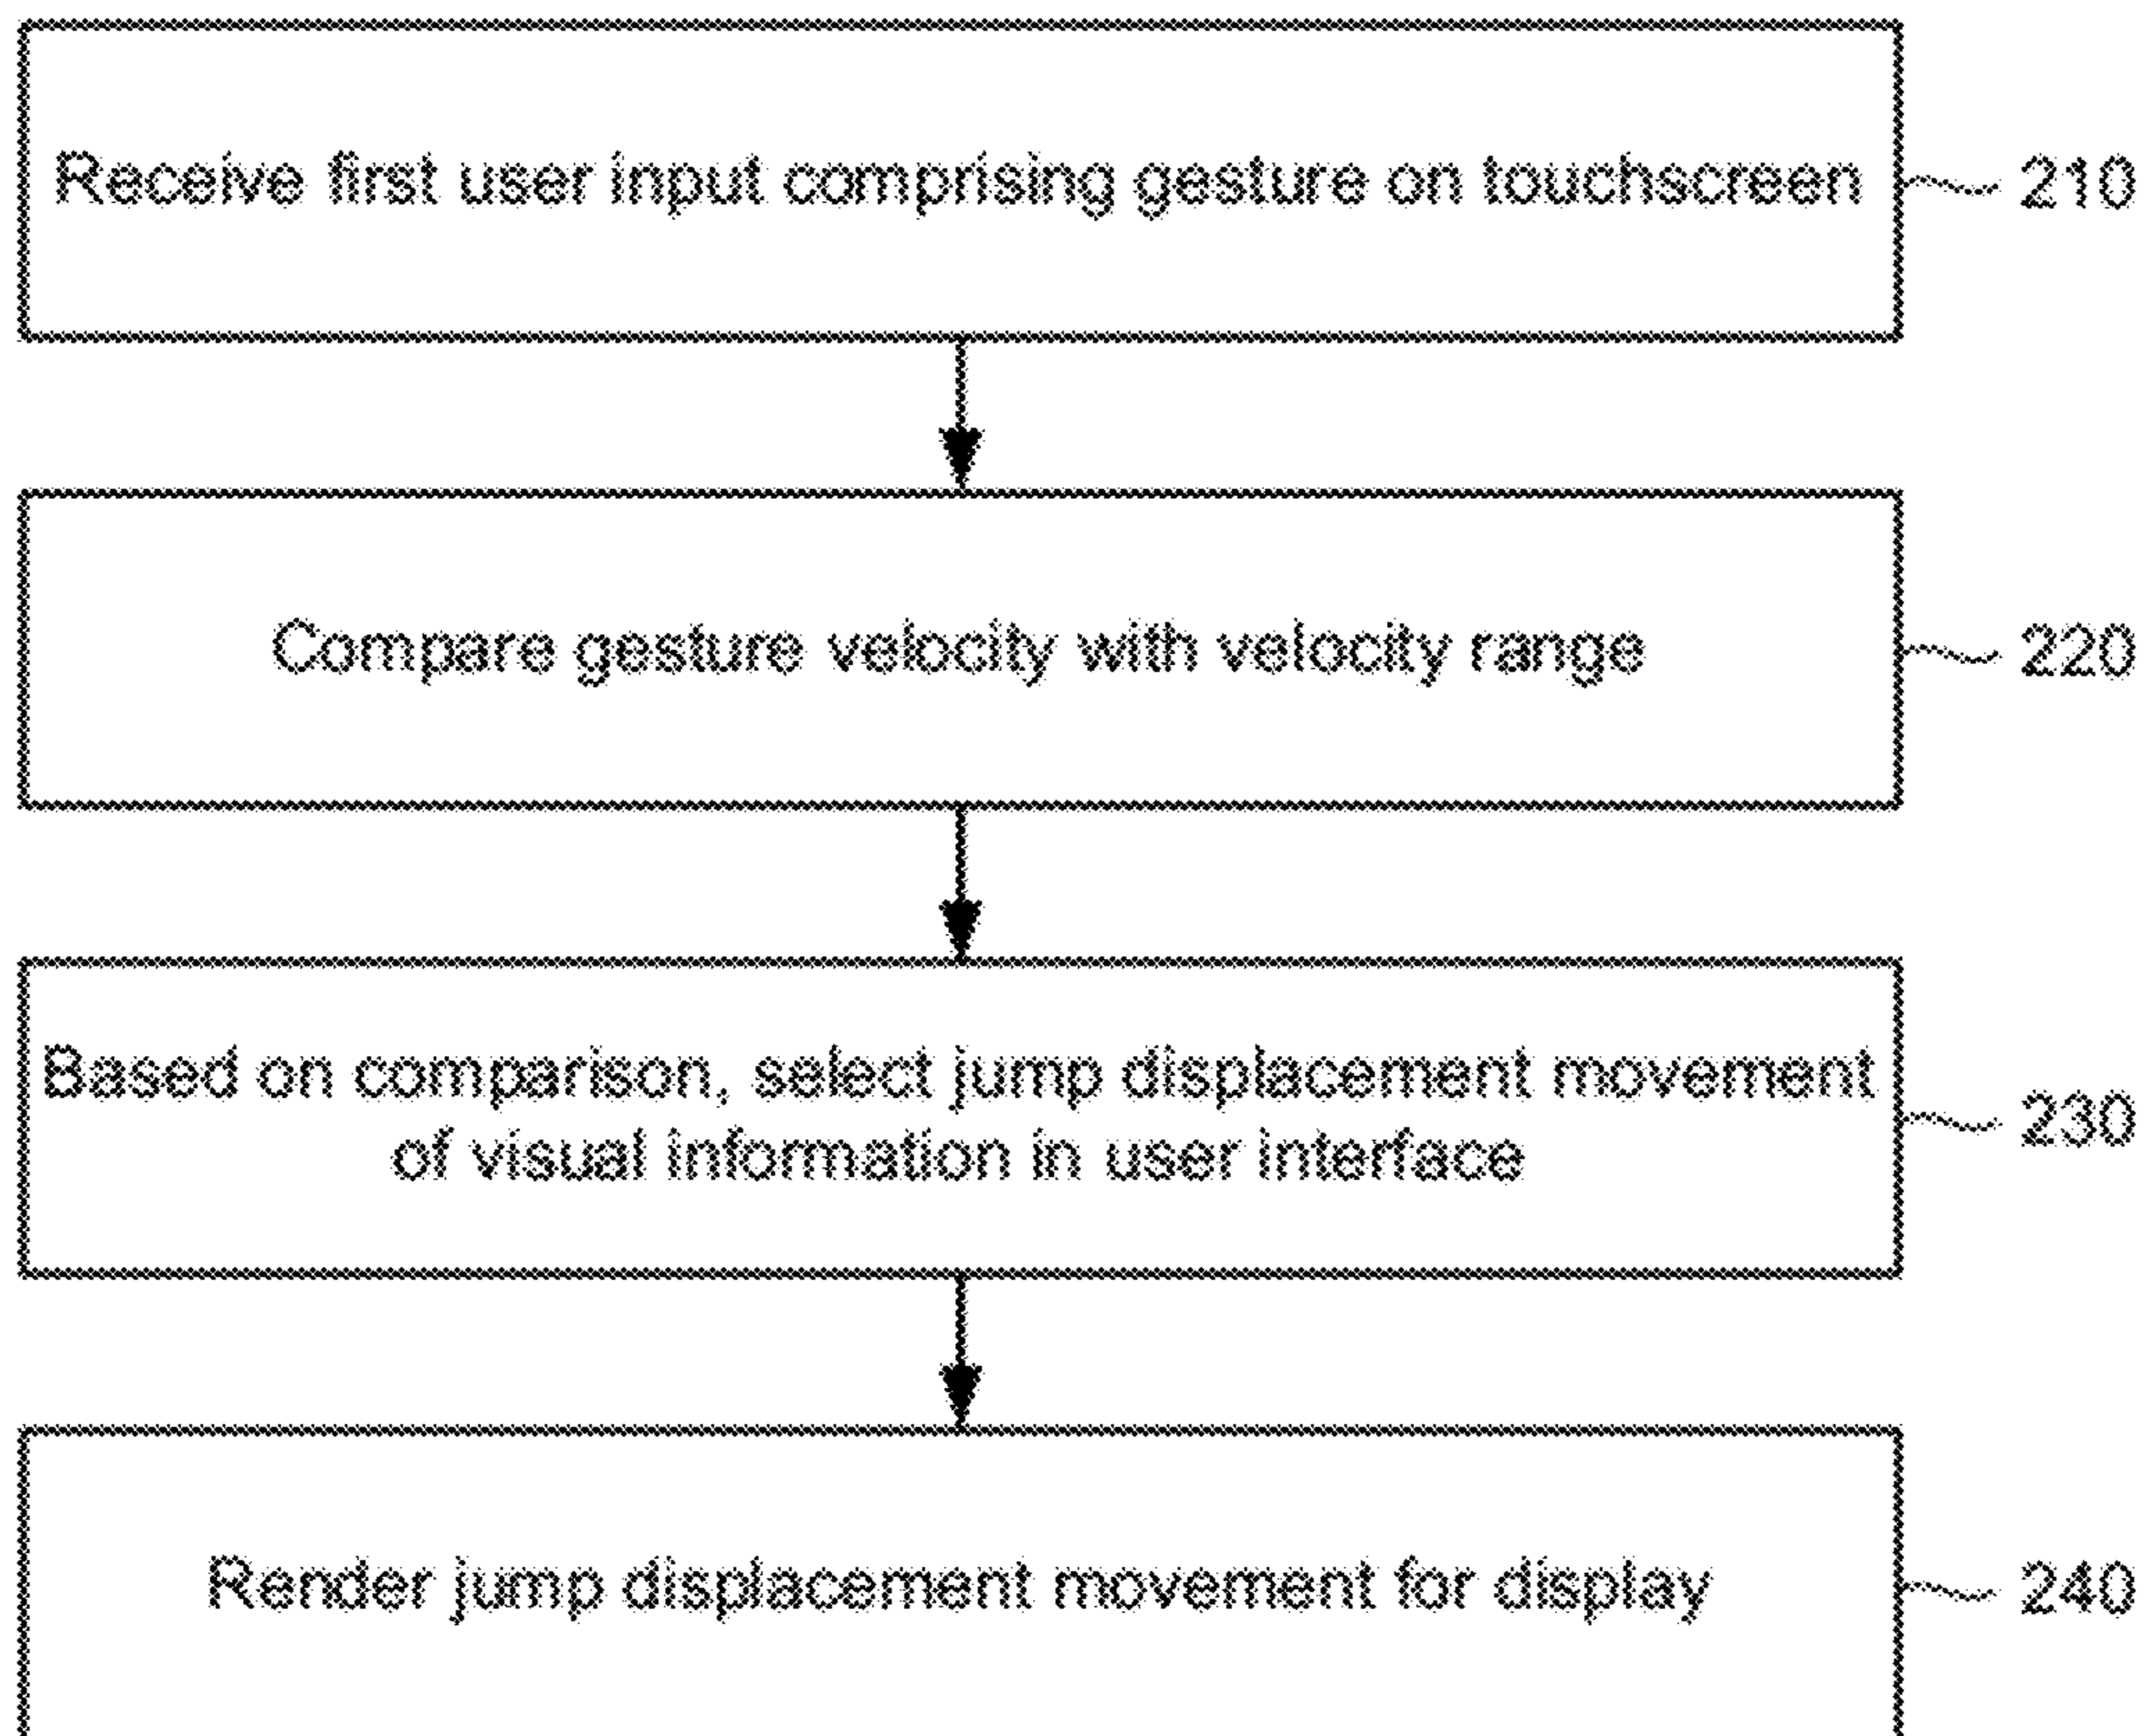 Receive first user input comprising gesture on touchscreen
210
Compare gesture velocity with velocity range
220
Based on comparison, select jump displacement movement
of visual information in user interface
230
Render jump displacement movement for display
240